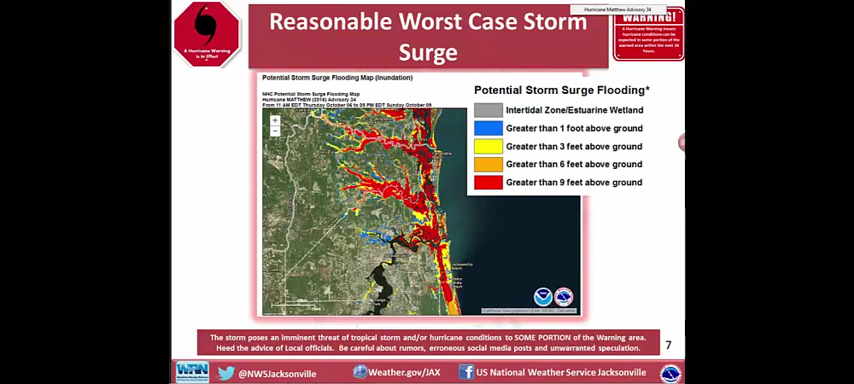 Hurricane Matthew Advisory 34
Reasonable Worst Case Storm
Surge
A Hurricane Warning
is in Effect
WARNING!
A Hurricane Warning means
hurricane conditions can be
expected in some portion of the
warned area within the next 36
hours.
Potential Storm Surge Flooding Map (Inundation)
NHC Potential Storm Surge Flooding Map
Hurricane MATTHEW (2016) Advisory 34
From 11 AM EDT Thursday October 06 to 05 PM EDT Sunday October 09
+
-
Potential Storm Surge Flooding*
Intertidal Zone/Estuarine Wetland
Greater than 1 foot above ground
Greater than 3 feet above ground
Greater than 6 feet above ground
Greater than 9 feet above ground
The storm poses an imminent threat of tropical storm and/or hurricane conditions to SOME PORTION of the Warning area.
Heed the advice of Local officials. Be careful about rumors, erroneous social media posts and unwarranted speculation.
7
@NWSJacksonville
Weather.gov/JAX
US National Weather Service Jacksonville